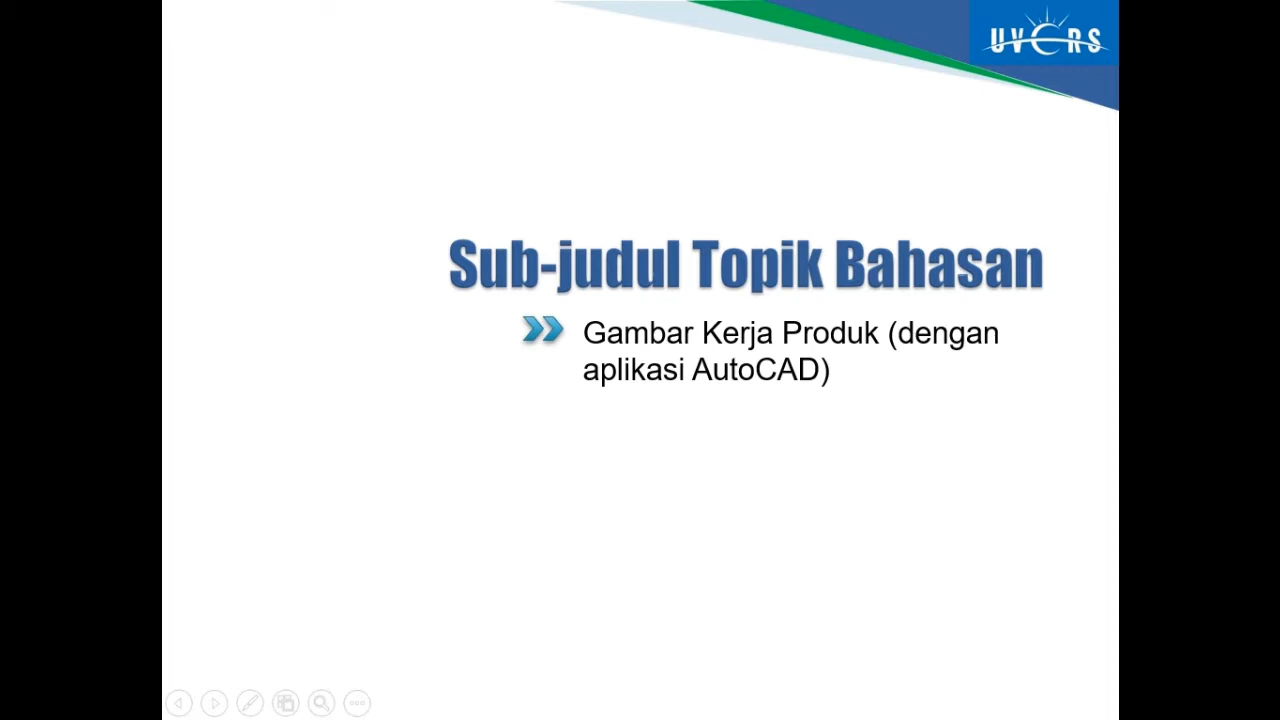 UVERS
Sub-judul Topik Bahasan
Gambar Kerja Produk (dengan
aplikasi AutoCAD)